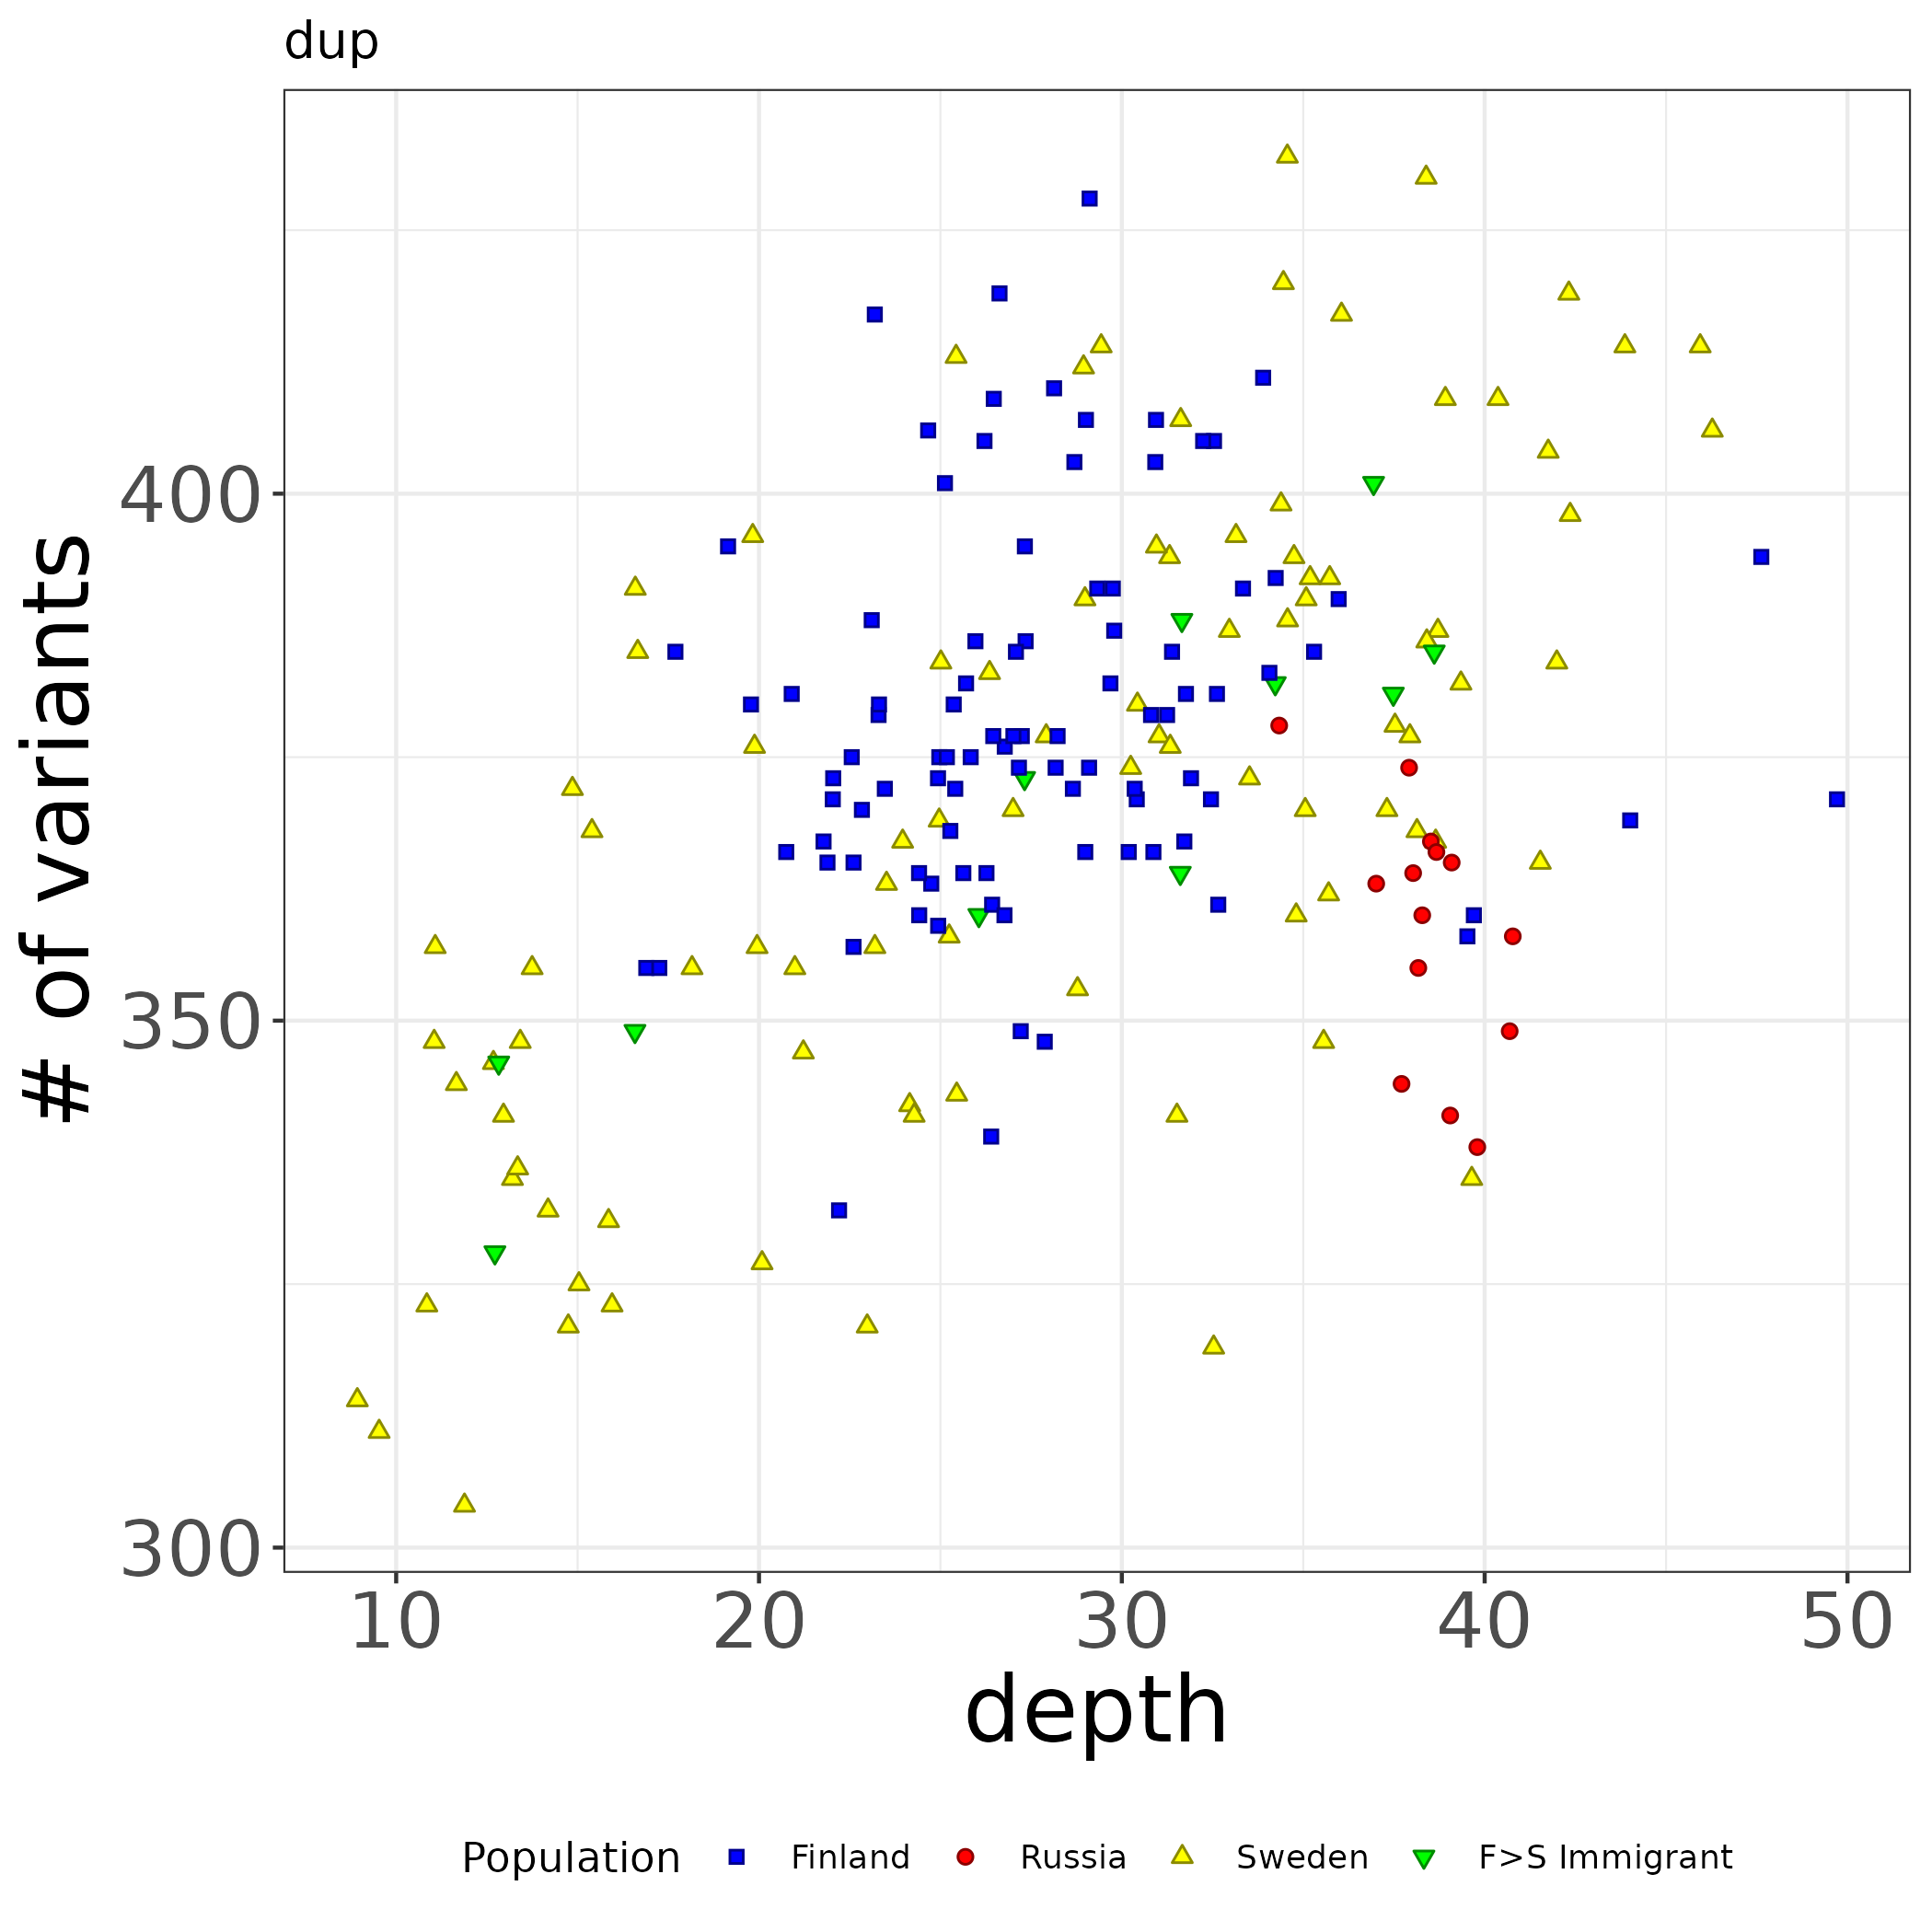 dup
# of variants
400
350
300
10 20 30 40 50
depth
Population Finland Russia Sweden F>S Immigrant